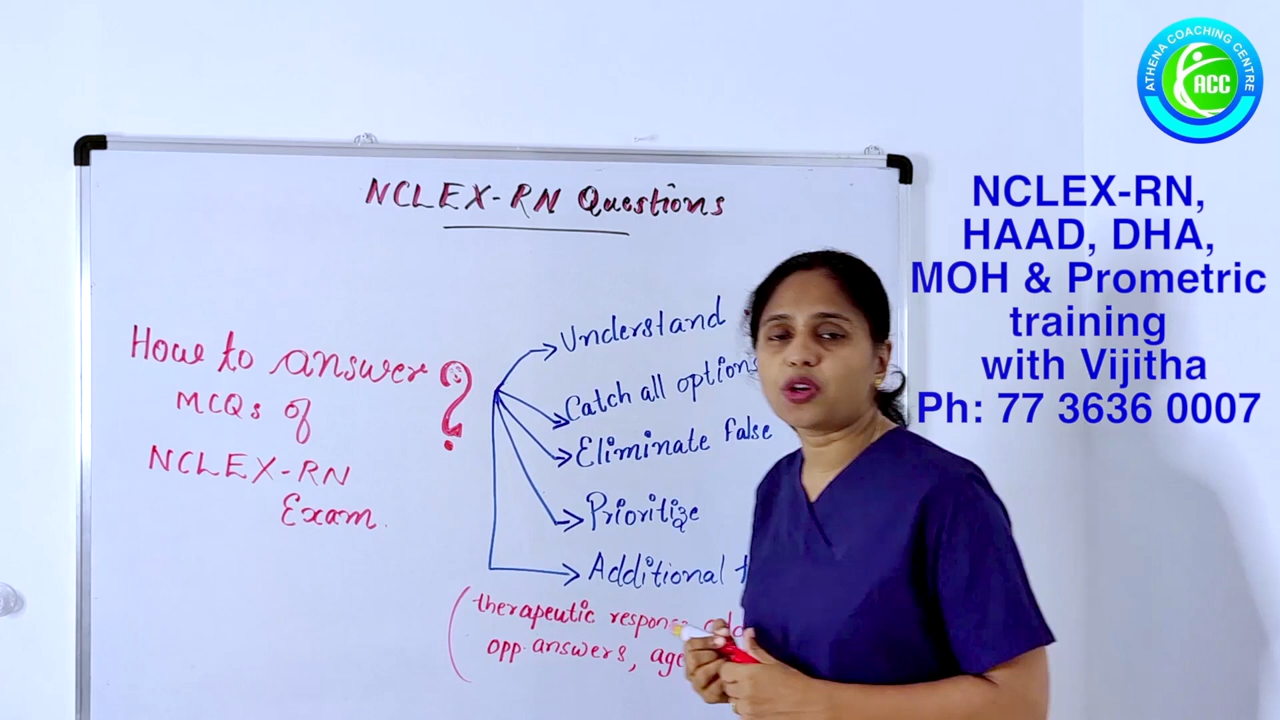 ATHENA COACHING CENTRE
ACC
NCLEX-RN,
HAAD, DHA,
MOH & Prometric
training
with Vijitha
Ph: 77 3636 0007
NCLEX-RN Questions
How to answer ?
MCQs of
NCLEX-RN
Exam.
Understand
Catch all options
Eliminate false
Prioritize
Additional
(therapeutic response
opp. answers,